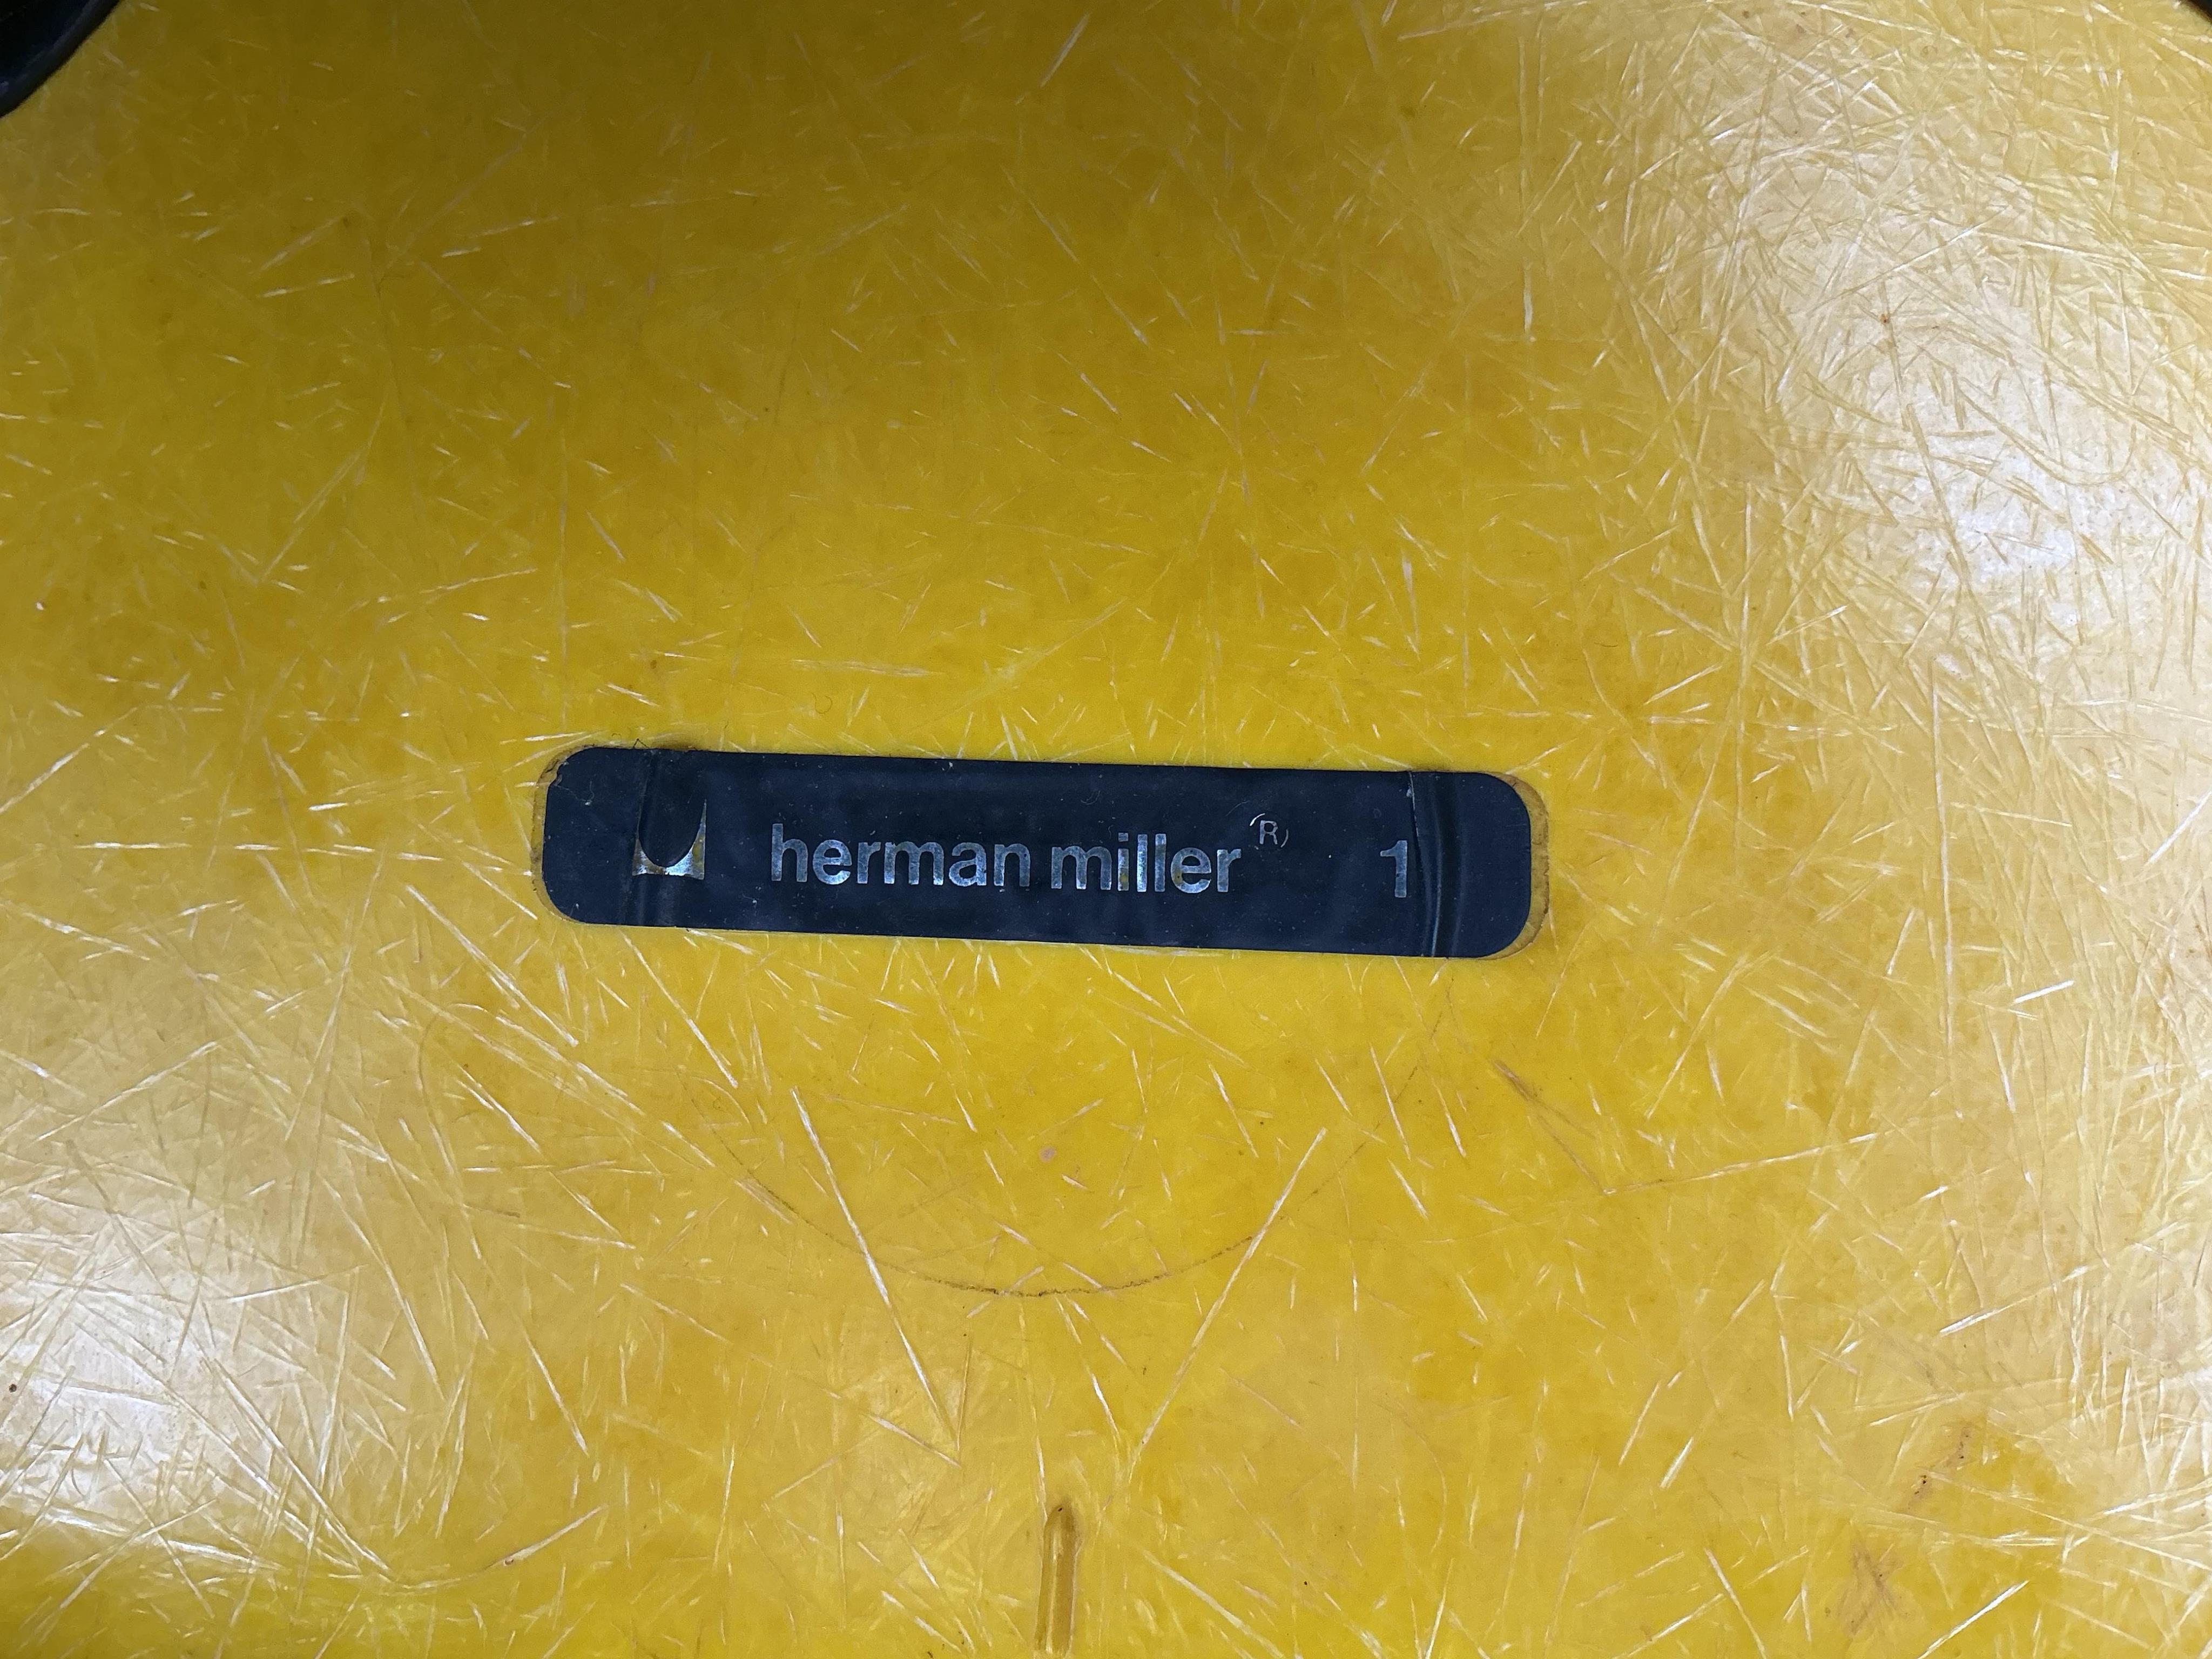 herman miller ® 1